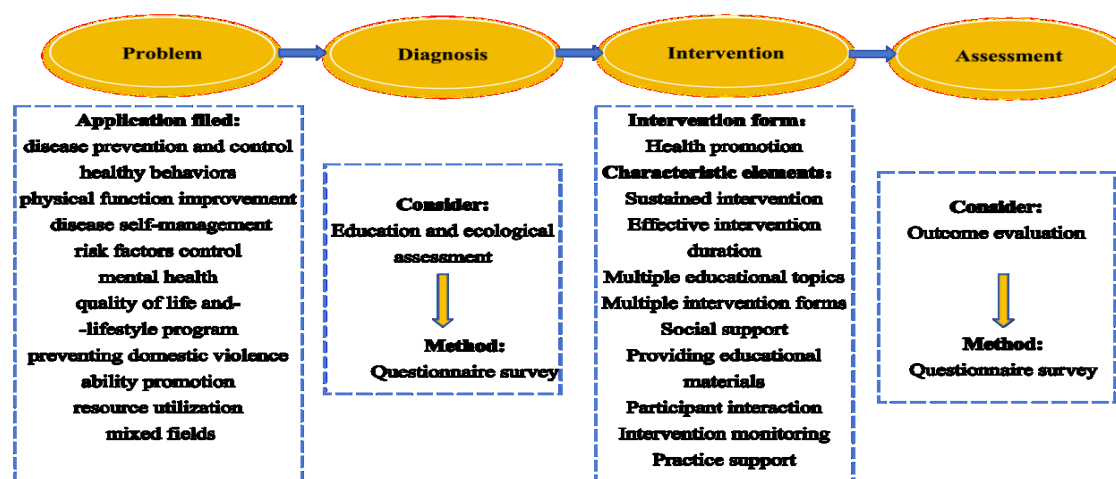 Problem
Diagnosis
Intervention
Assessment
Application filed:
disease prevention and control
healthy behaviors
physical function improvement
disease self-management
risk factors control
mental health
quality of life and-
-lifestyle program
preventing domestic violence
ability promotion
resource utilization
mixed fields
Consider:
Education and ecological
assessment
Method:
Questionnaire survey
Intervention form:
Health promotion
Characteristic elements:
Sustained intervention
Effective intervention
duration
Multiple educational topics
Multiple intervention forms
Social support
Providing educational
materials
Participant interaction
Intervention monitoring
Practice support
Consider:
Outcome evaluation
Method:
Questionnaire survey